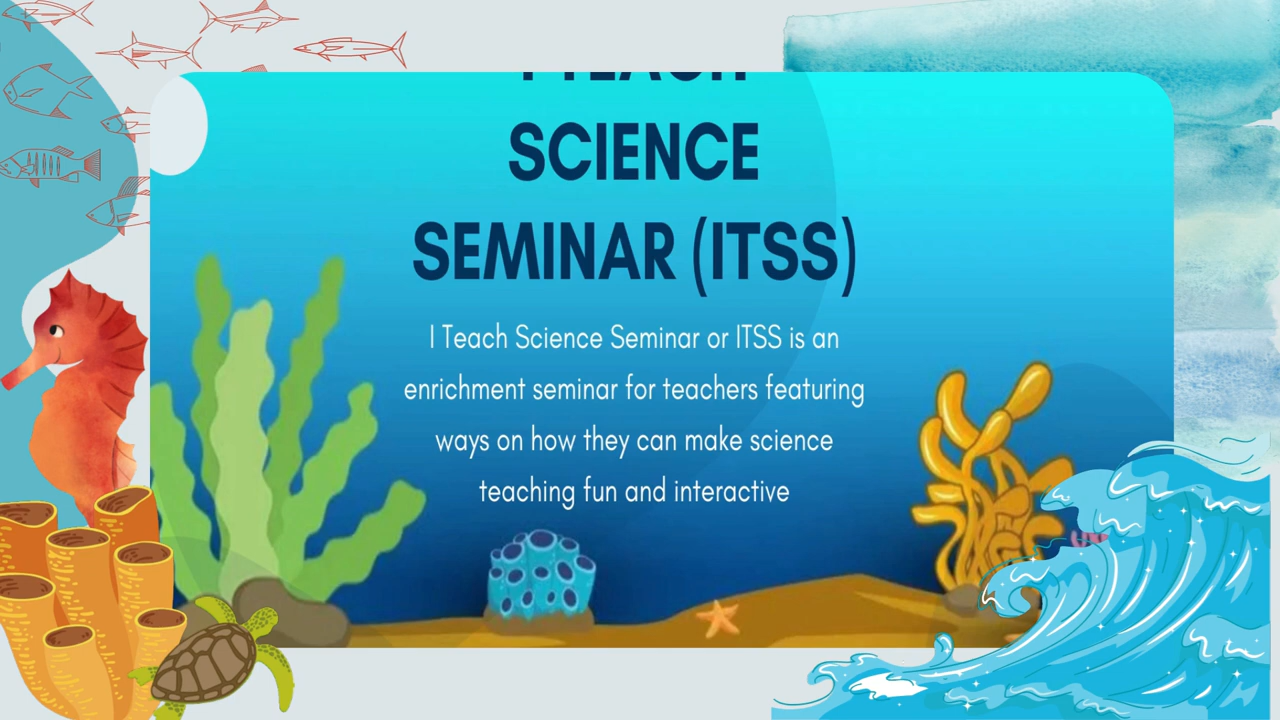 I TEACH
SCIENCE
SEMINAR (ITSS)
I Teach Science Seminar or ITSS is an
enrichment seminar for teachers featuring
ways on how they can make science
teaching fun and interactive